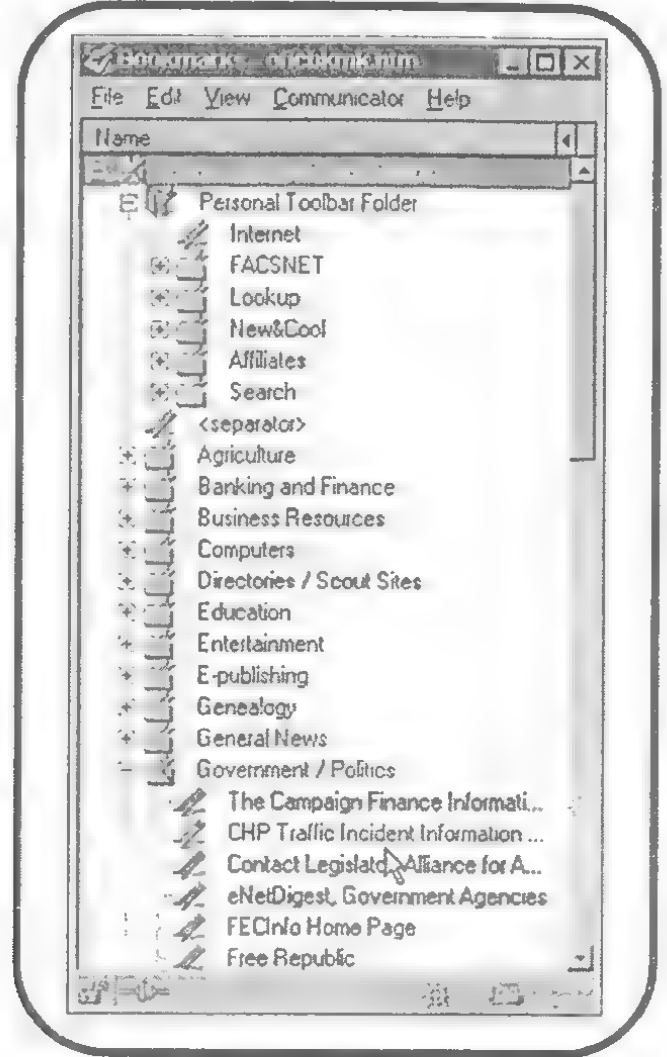 File Edit View Communicator Help
Name
Personal Toolbar Folder
Internet
FACSNET
Lookup
New&Cool
Affiliates
Search
<separator>
Agriculture
Banking and Finance
Business Resources
Computers
Directories / Scout Sites
Education
Entertainment
E-publishing
Genealogy
General News
Government / Politics
The Campaign Finance Informati...
CHP Traffic Incident Information ...
Contact Alliance for A...
eNetDigest, Government Agencies
FECInfo Home Page
Free Republic